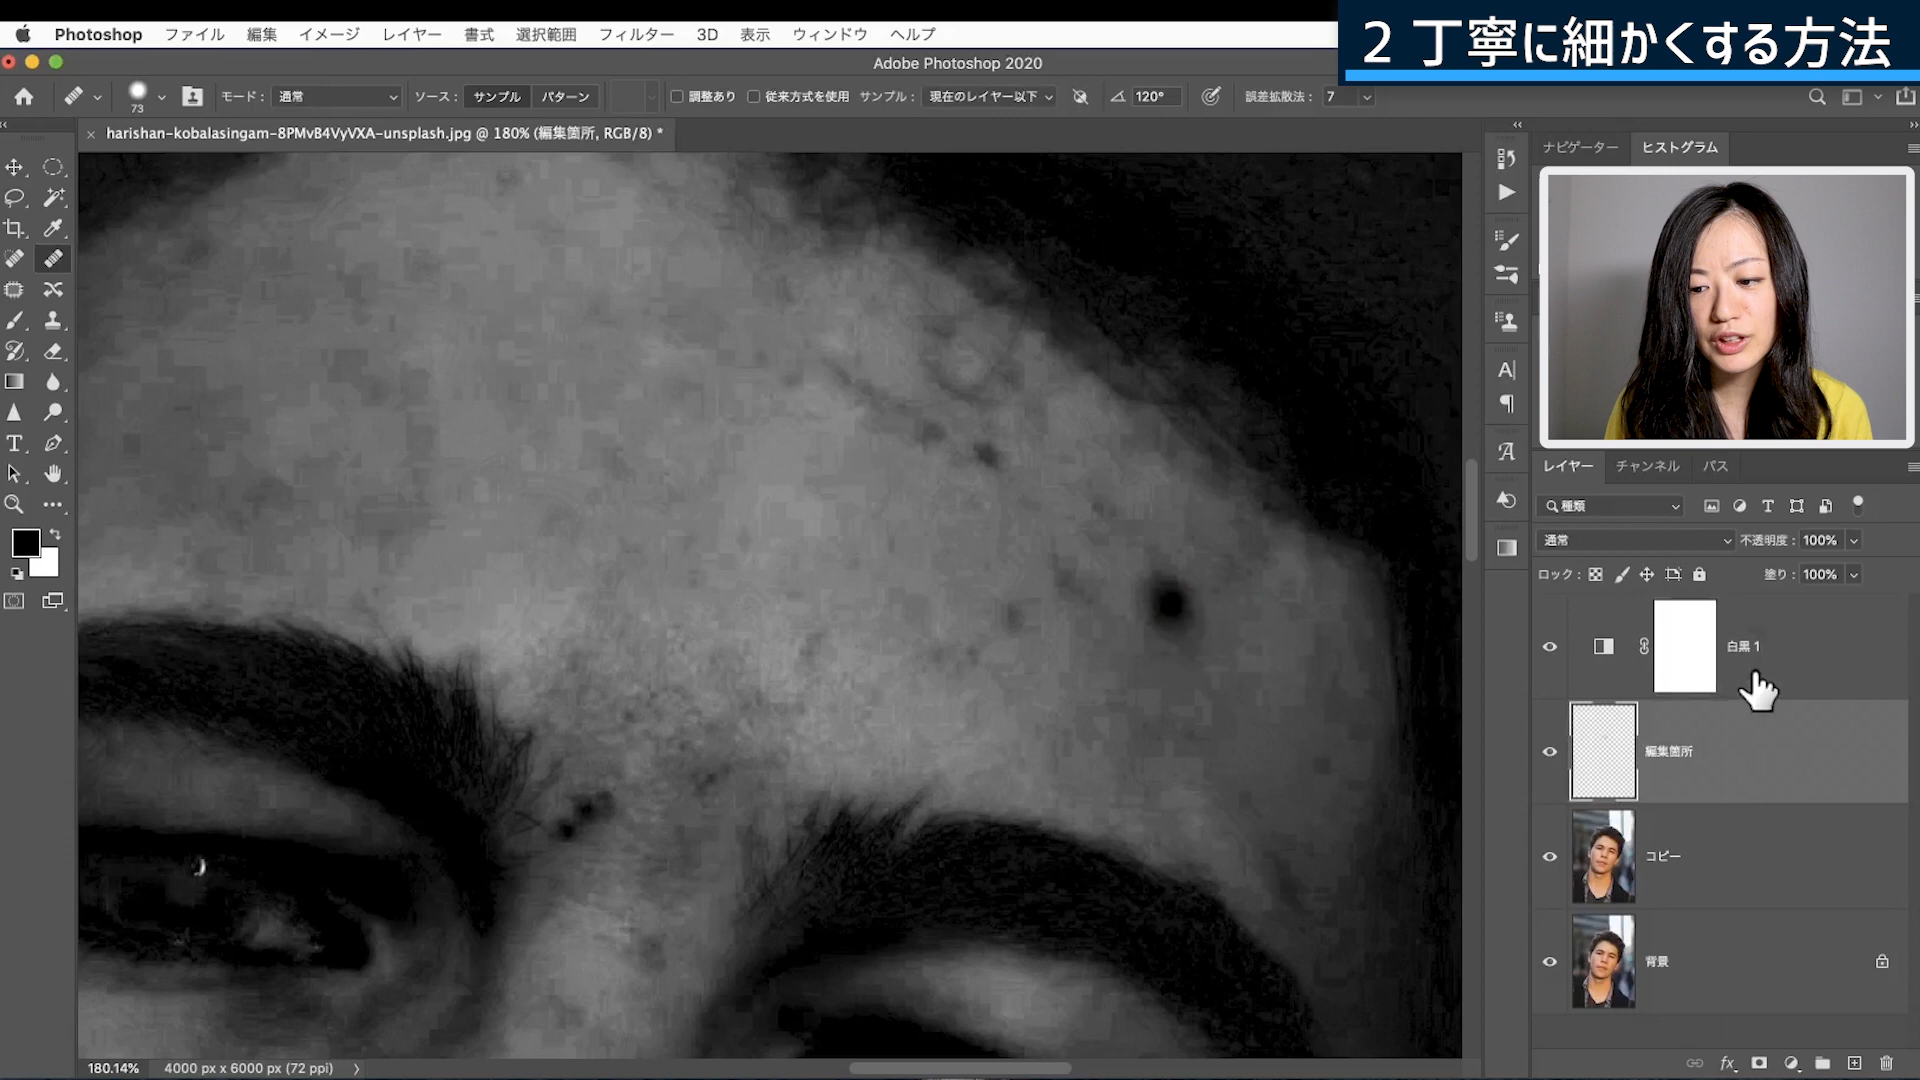 2 丁寧に細かくする方法
Photoshop ファイル 編集 イメージ レイヤー 書式 選択範囲 フィルター 3D 表示 ウィンドウ ヘルプ
Adobe Photoshop 2020
73 モード： 通常 ソース： サンプル パターン 調整あり 従来方式を使用 サンプル： 現在のレイヤー以下 120° 誤差拡散法： 7
harishan-kobalasingam-8PMvB4VyVXA-unsplash.jpg @ 180% (編集箇所, RGB/8) *
ナビゲーター ヒストグラム
レイヤー チャンネル パス
種類
通常 不透明度： 100%
ロック： 塗り： 100%
白黒 1
編集箇所
コピー
背景
fx
180.14% 4000 px x 6000 px (72 ppi)